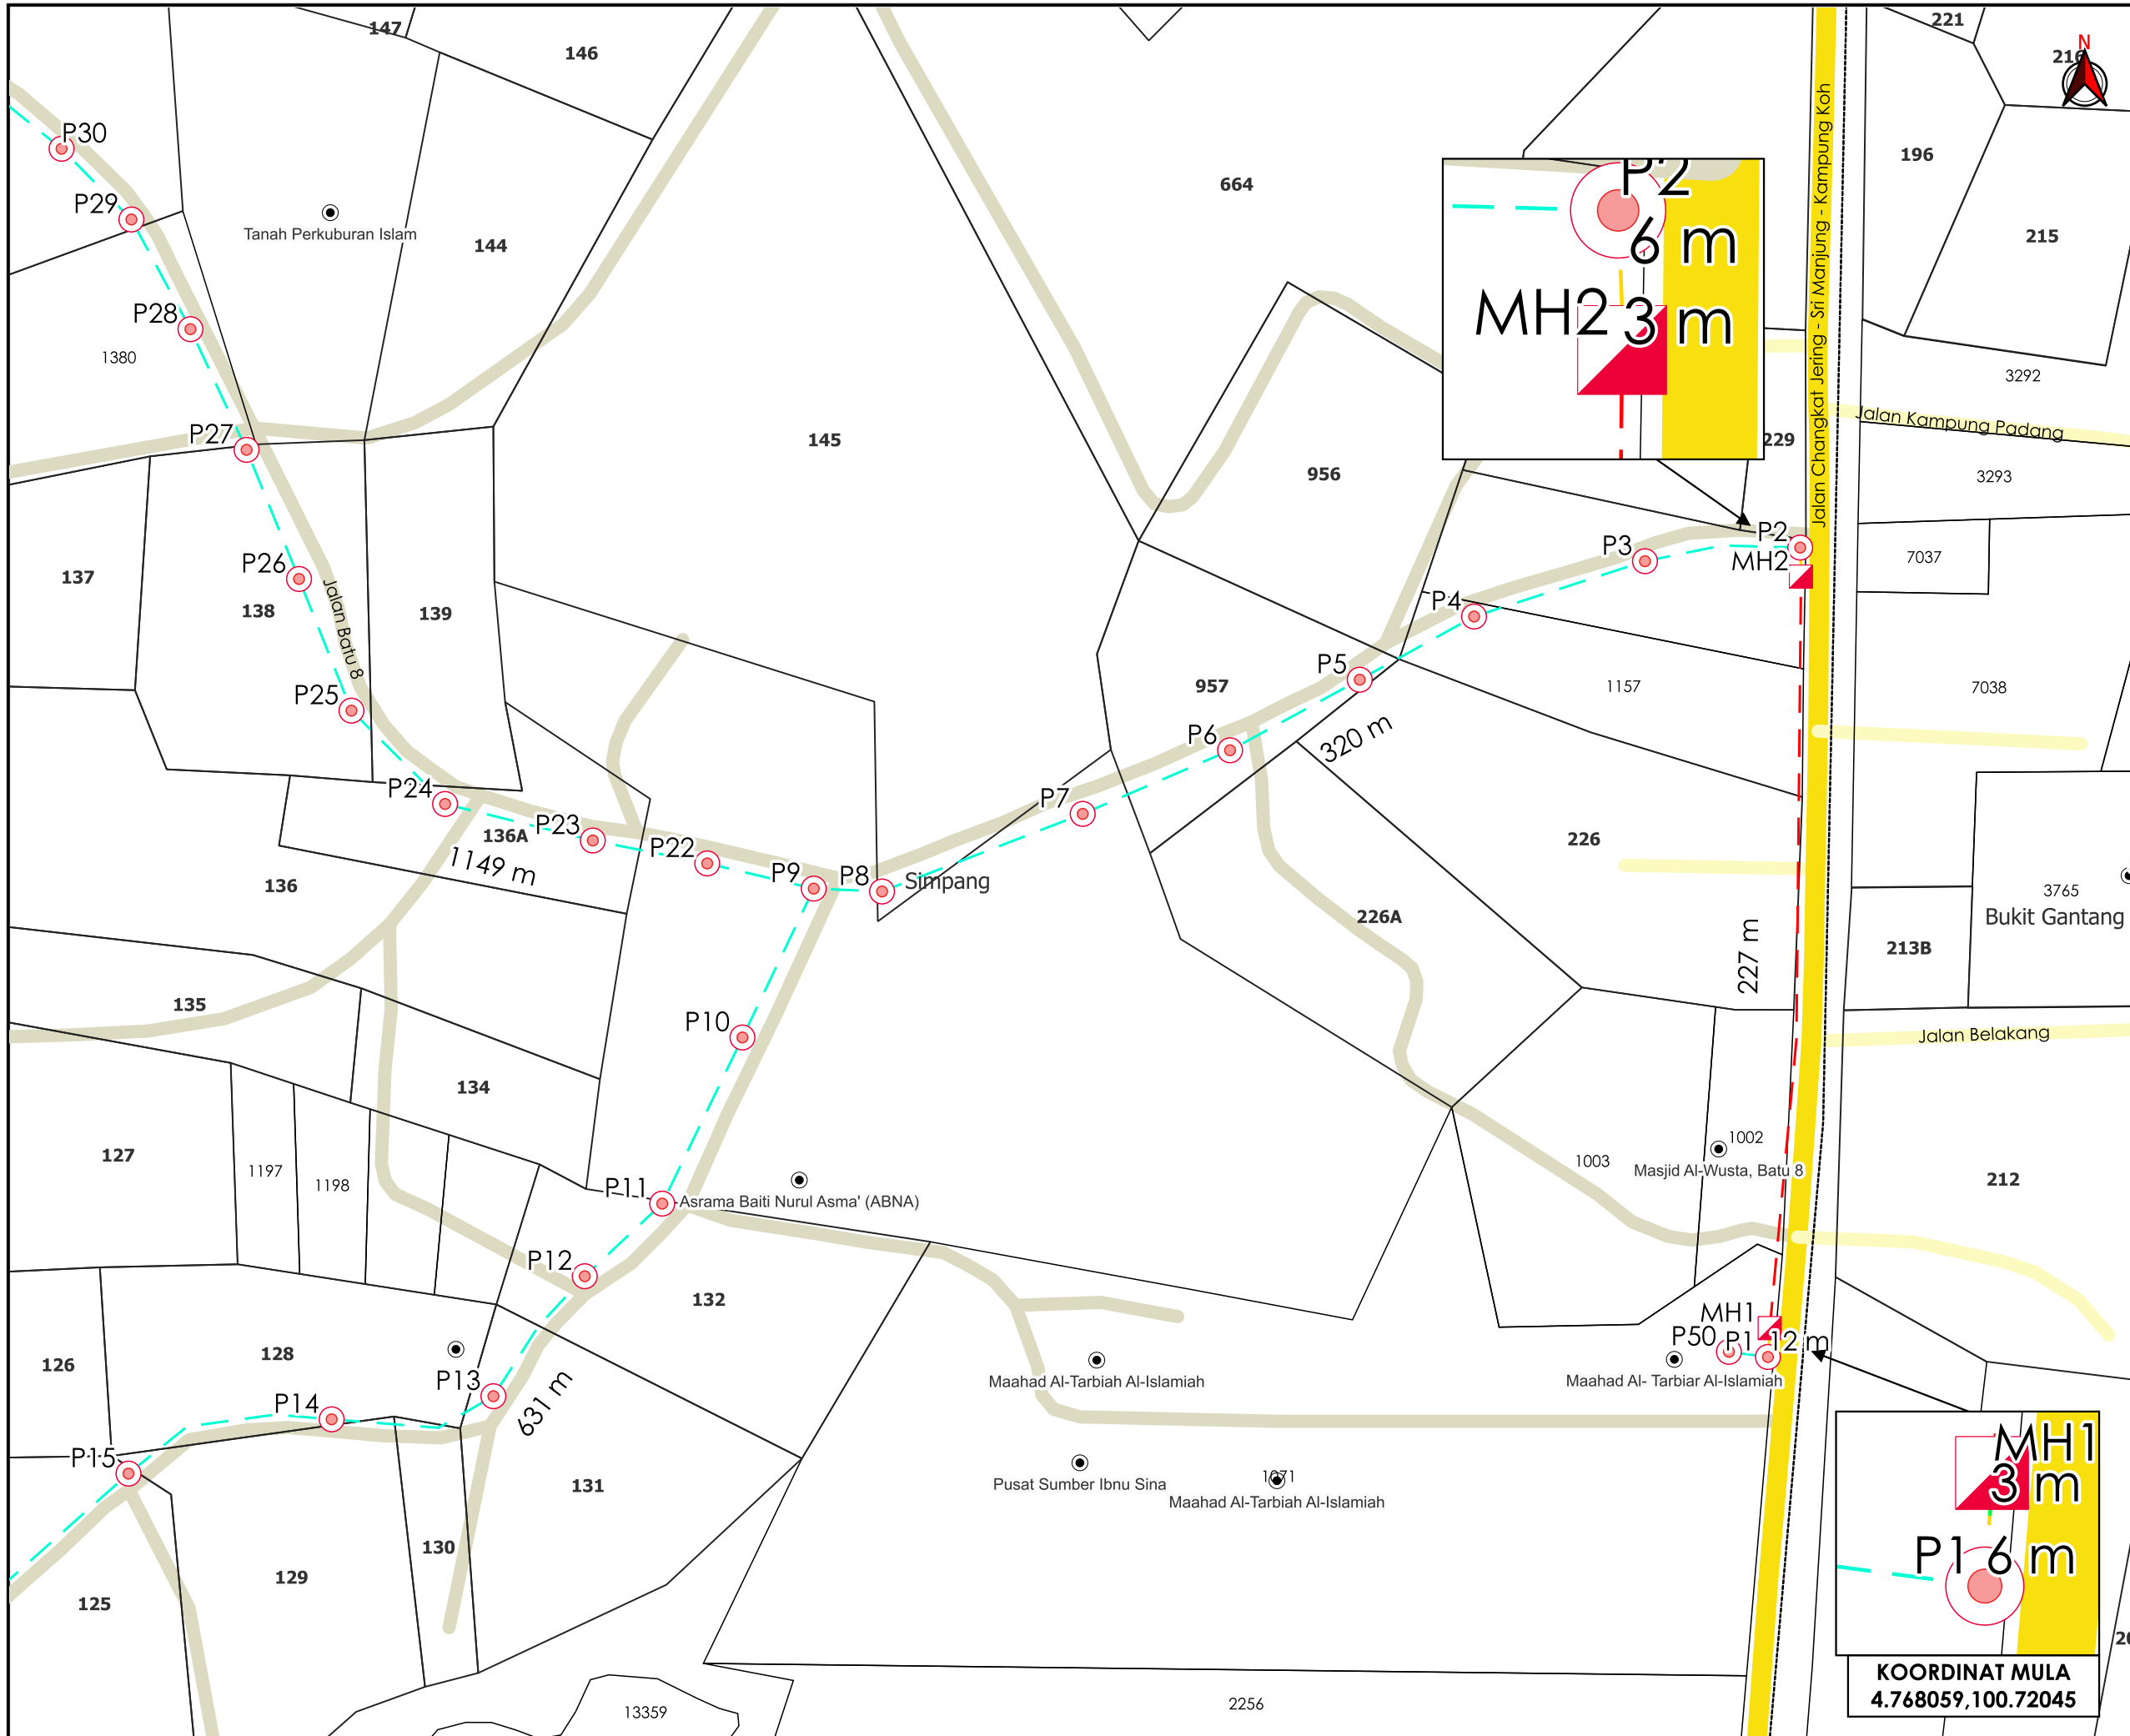 147
146
221
216
N
P30
664
196
P29
Tanah Perkuburan Islam
144
215
P2
6 m
MH2
3 m
P28
1380
Jalan Changkat Jering - Sri Manjung - Kampung Koh
3292
Jalan Kampung Padang
P27
145
229
956
3293
P2
P3
MH2
7037
P26
137
138
139
Jalan Batu 8
P4
P5
957
1157
7038
P25
P6
320 m
P24
P7
136A
P23
P22
226
1149 m
136
P9
P8
Simpang
3765
Bukit Gantang
226A
213B
227 m
135
P10
Jalan Belakang
134
127
1197
1198
1002
1003
Masjid Al-Wusta, Batu 8
212
P11
Asrama Baiti Nurul Asma' (ABNA)
P12
132
MH1
P50
P1
12 m
126
128
Maahad Al-Tarbiah Al-Islamiah
Maahad Al- Tarbiar Al-Islamiah
P13
P14
631 m
P15
MH1
3 m
P1
6 m
131
Pusat Sumber Ibnu Sina
1071
Maahad Al-Tarbiah Al-Islamiah
130
129
125
KOORDINAT MULA
4.768059,100.72045
13359
2256